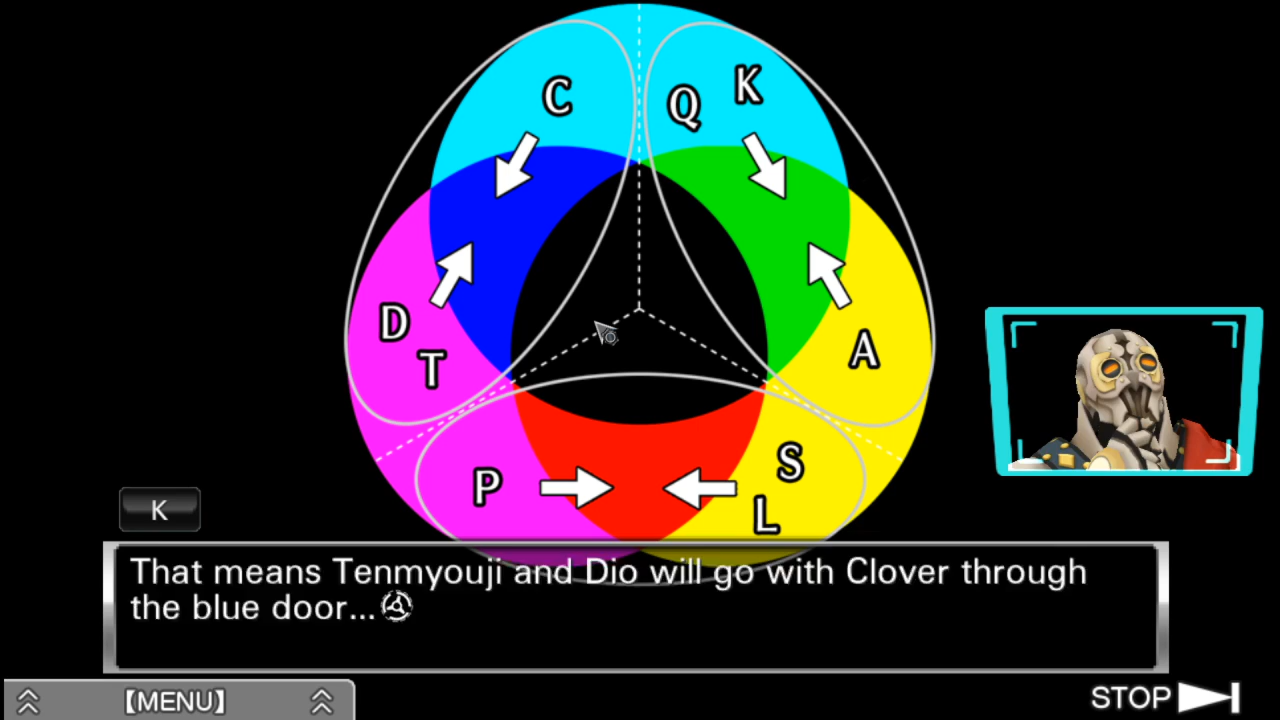 C
Q K
D
T
A
P
S
L
K
That means Tenmyouji and Dio will go with Clover through
the blue door...
【MENU】
STOP